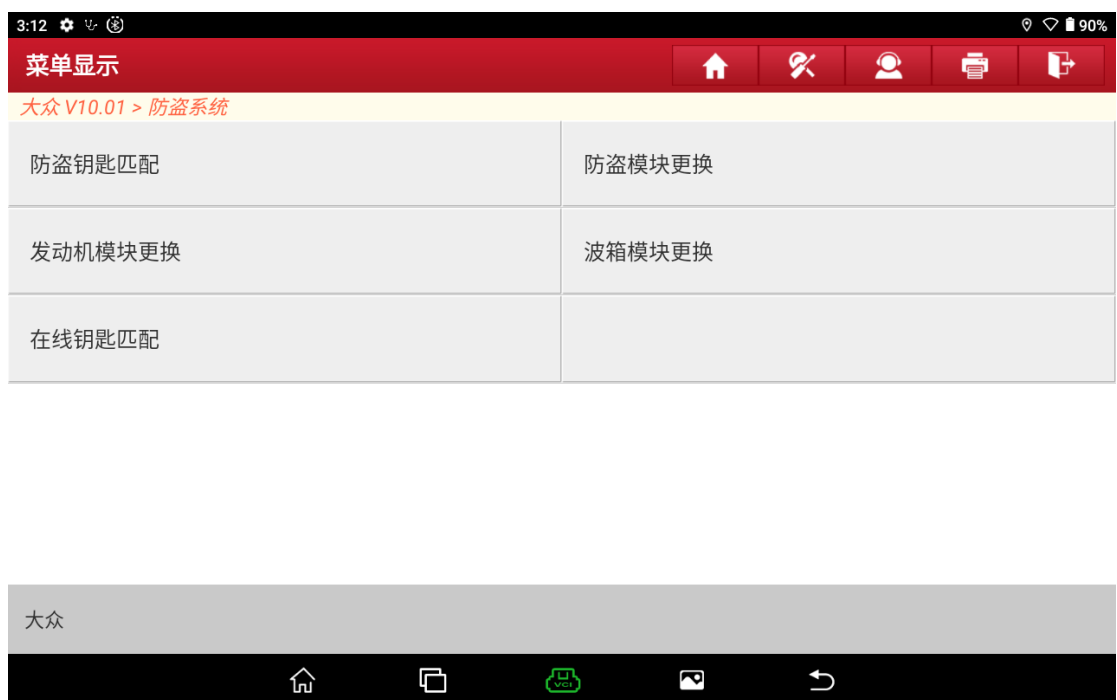 3:12 90%
菜单显示
大众 V10.01 > 防盗系统
防盗钥匙匹配 防盗模块更换
发动机模块更换 波箱模块更换
在线钥匙匹配
大众
VCI